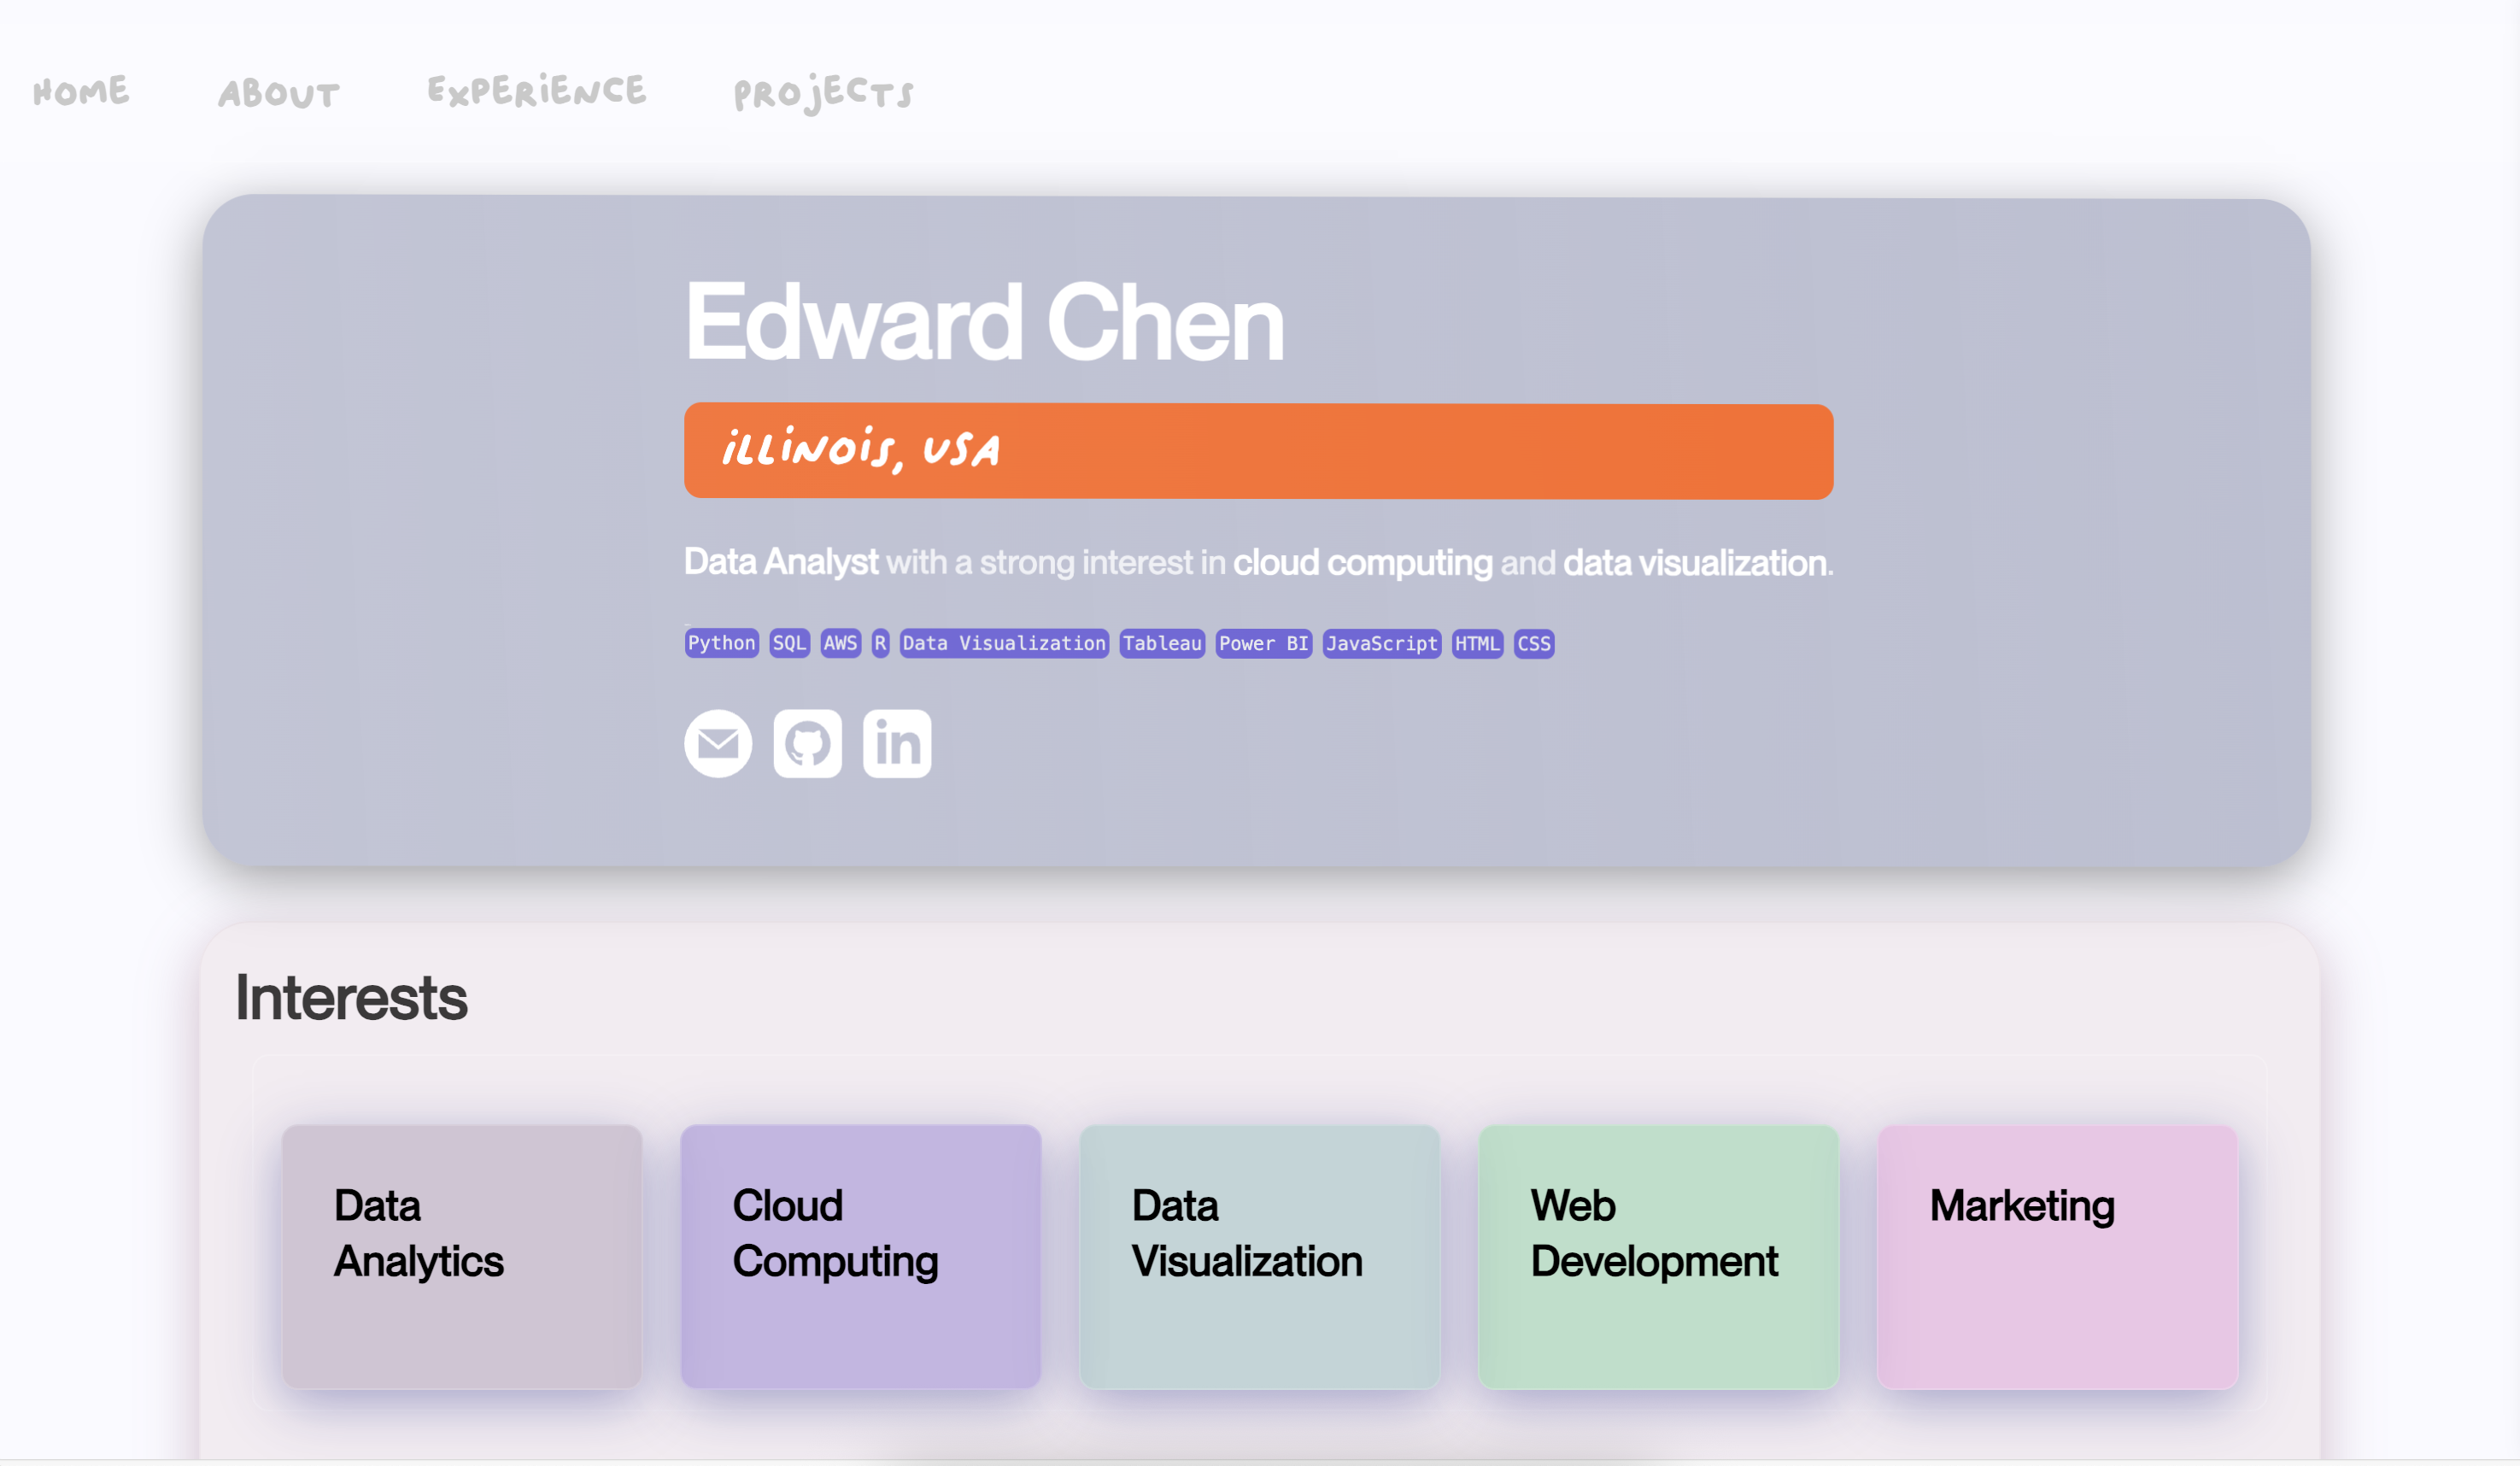 HOME ABOUT EXPERiENCE PROjECTS
Edward Chen
iLLiNOiS, USA
Data Analyst with a strong interest in cloud computing and data visualization.
Python SQL AWS R Data Visualization Tableau Power BI JavaScript HTML CSS
in
Interests
Data
Analytics
Cloud
Computing
Data
Visualization
Web
Development
Marketing